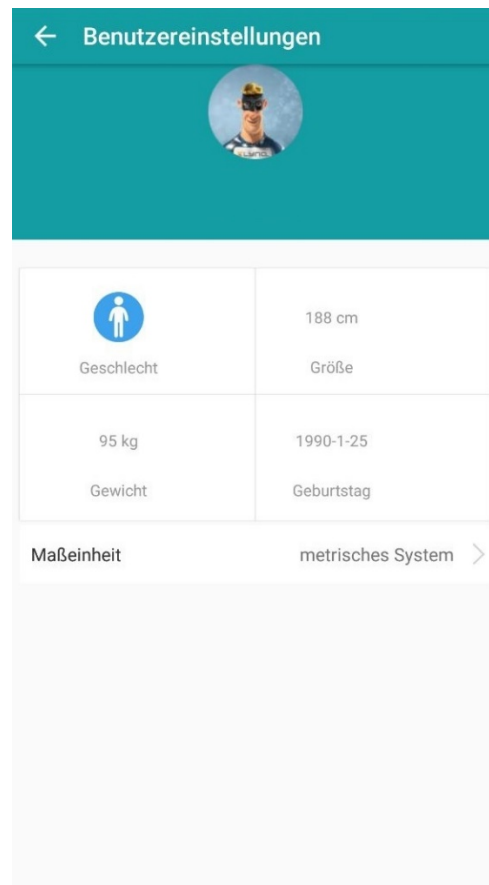 Benutzereinstellungen
188 cm
Geschlecht
Größe
95 kg
1990-1-25
Gewicht
Geburtstag
Maßeinheit metrisches System